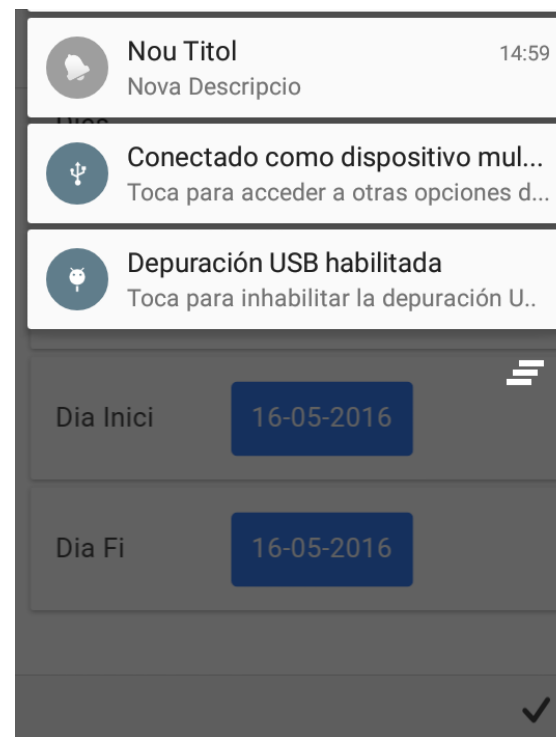 Nou Titol
14:59
Nova Descripcio
Conectado como dispositivo mul...
Toca para acceder a otras opciones d...
Depuración USB habilitada
Toca para inhabilitar la depuración U..
Dia Inici
16-05-2016
Dia Fi
16-05-2016